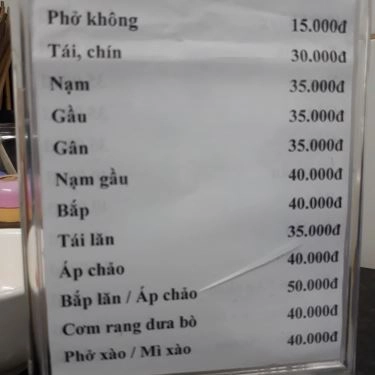 Phở không 15.000đ
Tái, chín 30.000đ
Nạm 35.000đ
Gầu 35.000đ
Gân 35.000đ
Nạm gầu 40.000đ
Bắp 40.000đ
Tái lăn 35.000đ
Áp chảo 40.000đ
Bắp lăn / Áp chảo 50.000đ
Cơm rang dưa bò 40.000đ
Phở xào / Mì xào 40.000đ